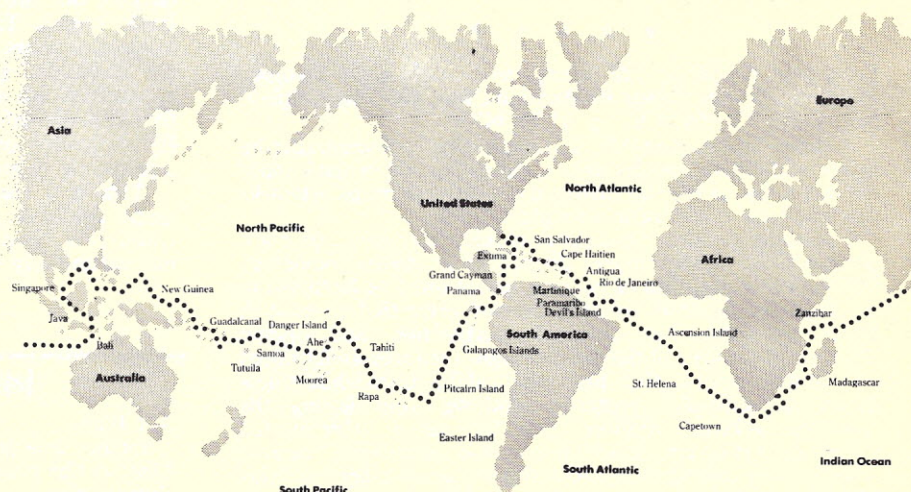 Asia
Europe
North Atlantic
United States
North Pacific
San Salvador
Exuma
Cape Haitien
Africa
Grand Cayman
Antigua
Rio de Janeiro
Singapore
New Guinea
Panama
Martinique
Paramaribo
Devil's Island
Zanzibar
Java
Guadalcanal
Danger Island
Ascension Island
Bali
Ahe
Tahiti
South America
Galapagos Islands
Samoa
Tutuila
Australia
Moorea
Rapa
Pitcairn Island
St. Helena
Madagascar
Capetown
Easter Island
Indian Ocean
South Atlantic
South Pacific